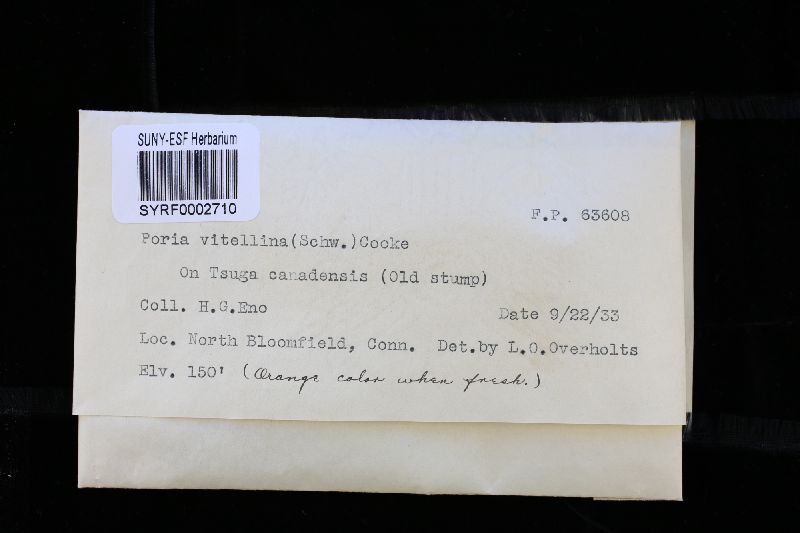 SUNY-ESF Herbarium
SYRF0002710
F.P. 63608
Poria vitellina(Schw.)Cooke
On Tsuga canadensis (Old stump)
Coll. H.G.Eno Date 9/22/33
Loc. North Bloomfield, Conn. Det.by L.O.Overholts
Elv. 150' (Orange color when fresh.)